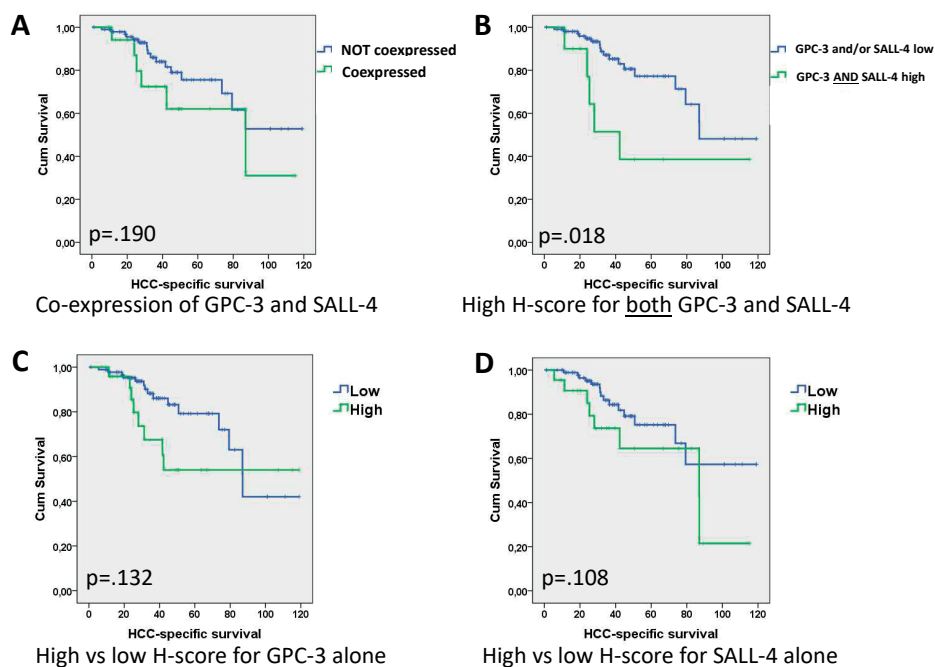 A
1,00
0,80
0,60
0,40
0,20
0,00
Cum Survival
p=.190
0 20 40 60 80 100 120
HCC-specific survival
NOT coexpressed
Coexpressed
Co-expression of GPC-3 and SALL-4
B
1,00
0,80
0,60
0,40
0,20
0,00
Cum Survival
p=.018
0 20 40 60 80 100 120
HCC-specific survival
GPC-3 and/or SALL-4 low
GPC-3 AND SALL-4 high
High H-score for both GPC-3 and SALL-4
C
1,00
0,80
0,60
0,40
0,20
0,00
Cum Survival
p=.132
0 20 40 60 80 100 120
HCC-specific survival
Low
High
High vs low H-score for GPC-3 alone
D
1,00
0,80
0,60
0,40
0,20
0,00
Cum Survival
p=.108
0 20 40 60 80 100 120
HCC-specific survival
Low
High
High vs low H-score for SALL-4 alone